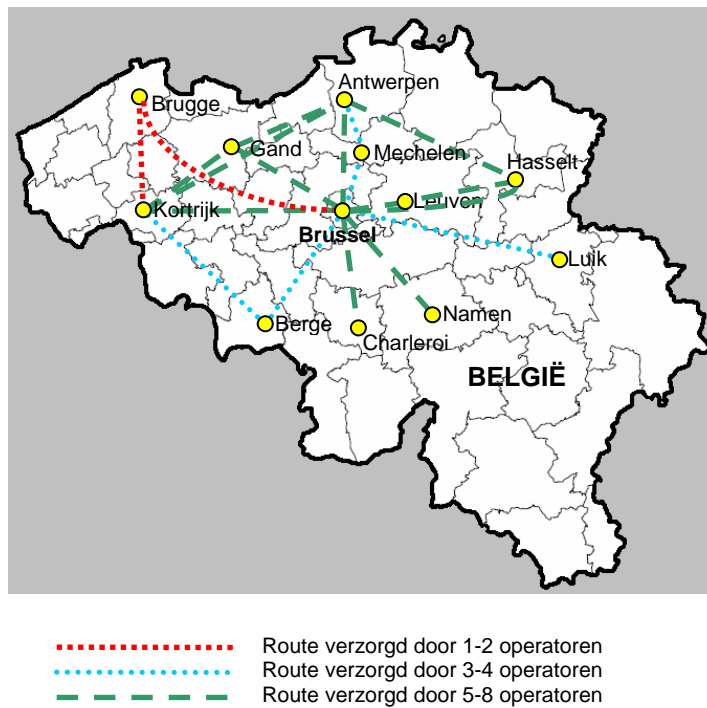 Antwerpen
Brugge
Gand
Mechelen
Hasselt
Leuven
Kortrijk
Brussel
Luik
Namen
Berge
Charleroi
BELGIË
Route verzorgd door 1-2 operatoren
Route verzorgd door 3-4 operatoren
Route verzorgd door 5-8 operatoren